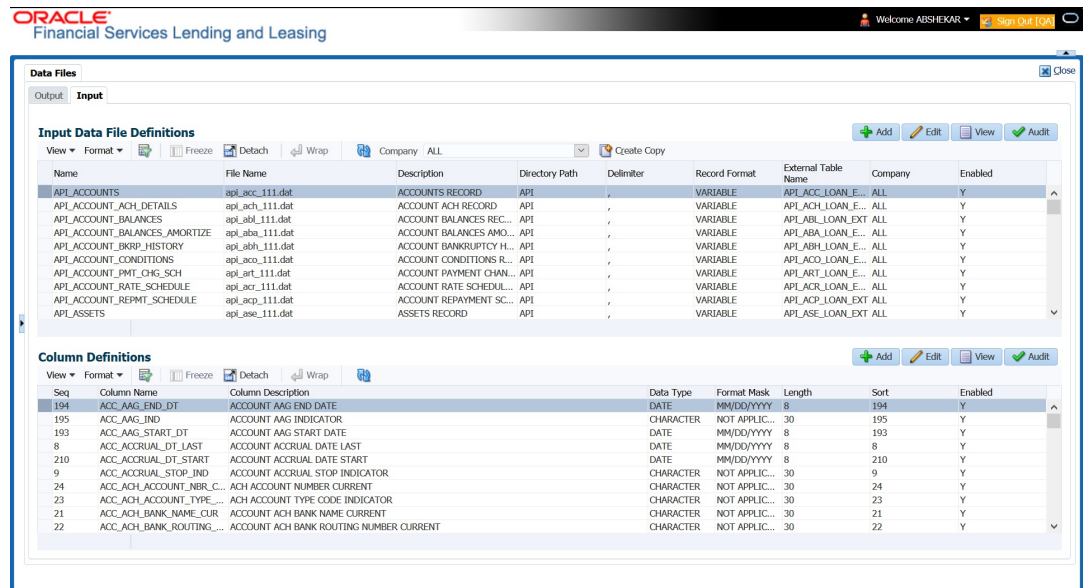 ORACLE
Financial Services Lending and Leasing
Welcome ABSHEKAR Sign Out [QA]
Data Files Close
Output Input
Input Data File Definitions Add Edit View Audit
View Format Freeze Detach Wrap Company ALL Create Copy
Name File Name Description Directory Path Delimiter Record Format External Table Name Company Enabled
API_ACCOUNTS api_acc_111.dat ACCOUNTS RECORD API , VARIABLE API_ACC_LOAN_E... ALL Y
API_ACCOUNT_ACH_DETAILS api_ach_111.dat ACCOUNT ACH RECORD API , VARIABLE API_ACH_LOAN_E... ALL Y
API_ACCOUNT_BALANCES api_abl_111.dat ACCOUNT BALANCES REC... API , VARIABLE API_ABL_LOAN_EXT ALL Y
API_ACCOUNT_BALANCES_AMORTIZE api_aba_111.dat ACCOUNT BALANCES AMO... API , VARIABLE API_ABA_LOAN_E... ALL Y
API_ACCOUNT_BKRP_HISTORY api_abh_111.dat ACCOUNT BANKRUPTCY H... API , VARIABLE API_ABH_LOAN_E... ALL Y
API_ACCOUNT_CONDITIONS api_aco_111.dat ACCOUNT CONDITIONS R... API , VARIABLE API_ACO_LOAN_E... ALL Y
API_ACCOUNT_PMT_CHG_SCH api_art_111.dat ACCOUNT PAYMENT CHAN... API , VARIABLE API_ART_LOAN_E... ALL Y
API_ACCOUNT_RATE_SCHEDULE api_acr_111.dat ACCOUNT RATE SCHEDUL... API , VARIABLE API_ACR_LOAN_E... ALL Y
API_ACCOUNT_REPMT_SCHEDULE api_acp_111.dat ACCOUNT REPAYMENT SC... API , VARIABLE API_ACP_LOAN_EXT ALL Y
API_ASSETS api_ase_111.dat ASSETS RECORD API , VARIABLE API_ASE_LOAN_EXT ALL Y
Column Definitions Add Edit View Audit
View Format Freeze Detach Wrap
Seq Column Name Column Description Data Type Format Mask Length Sort Enabled
194 ACC_AAG_END_DT ACCOUNT AAG END DATE DATE MM/DD/YYYY 8 194 Y
195 ACC_AAG_IND ACCOUNT AAG INDICATOR CHARACTER NOT APPLIC... 30 195 Y
193 ACC_AAG_START_DT ACCOUNT AAG START DATE DATE MM/DD/YYYY 8 193 Y
8 ACC_ACCRUAL_DT_LAST ACCOUNT ACCRUAL DATE LAST DATE MM/DD/YYYY 8 8 Y
210 ACC_ACCRUAL_DT_START ACCOUNT ACCRUAL DATE START DATE MM/DD/YYYY 8 210 Y
9 ACC_ACCRUAL_STOP_IND ACCOUNT ACCRUAL STOP INDICATOR CHARACTER NOT APPLIC... 30 9 Y
24 ACC_ACH_ACCOUNT_NBR_C... ACH ACCOUNT NUMBER CURRENT CHARACTER NOT APPLIC... 30 24 Y
23 ACC_ACH_ACCOUNT_TYPE_... ACH ACCOUNT TYPE CODE INDICATOR CHARACTER NOT APPLIC... 30 23 Y
21 ACC_ACH_BANK_NAME_CUR ACCOUNT ACH BANK NAME CURRENT CHARACTER NOT APPLIC... 30 21 Y
22 ACC_ACH_BANK_ROUTING_... ACCOUNT ACH BANK ROUTING NUMBER CURRENT CHARACTER NOT APPLIC... 30 22 Y